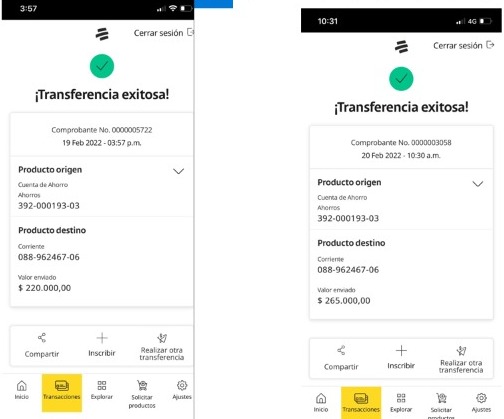 3:57
Cerrar sesión
¡Transferencia exitosa!
Comprobante No. 0000005722
19 Feb 2022 - 03:57 p.m.
Producto origen
Cuenta de Ahorro
Ahorros
392-000193-03
Producto destino
Corriente
088-962467-06
Valor enviado
$ 220.000,00
Compartir
Inscribir
Realizar otra
transferencia
Inicio
Transacciones
Explorar
Solicitar
productos
Ajustes
10:31
4G
Cerrar sesión
¡Transferencia exitosa!
Comprobante No. 0000003058
20 Feb 2022 - 10:30 a.m.
Producto origen
Cuenta de Ahorro
Ahorros
392-000193-03
Producto destino
Corriente
088-962467-06
Valor enviado
$ 265.000,00
Compartir
Inscribir
Realizar otra
transferencia
Inicio
Transacciones
Explorar
Solicitar
productos
Ajustes